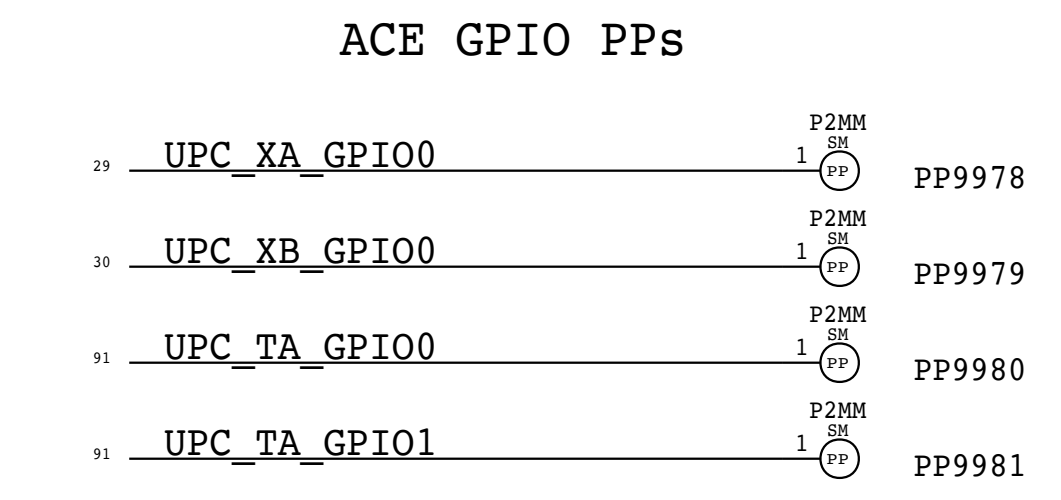 ACE GPIO PPs
P2MM
SM
29 UPC_XA_GPIO0 1 PP PP9978
P2MM
SM
30 UPC_XB_GPIO0 1 PP PP9979
P2MM
SM
91 UPC_TA_GPIO0 1 PP PP9980
P2MM
SM
91 UPC_TA_GPIO1 1 PP PP9981